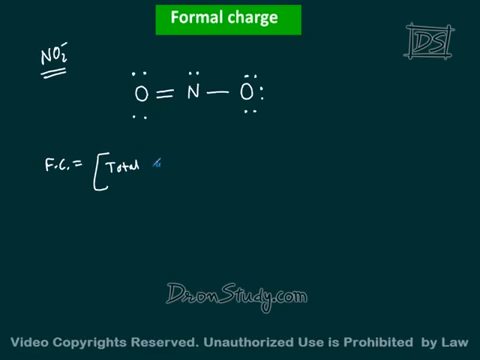 Formal charge
DS
NO₂⁻
O = N — O
F.C. = [Total
DronStudy.com
Video Copyrights Reserved. Unauthorized Use is Prohibited by Law